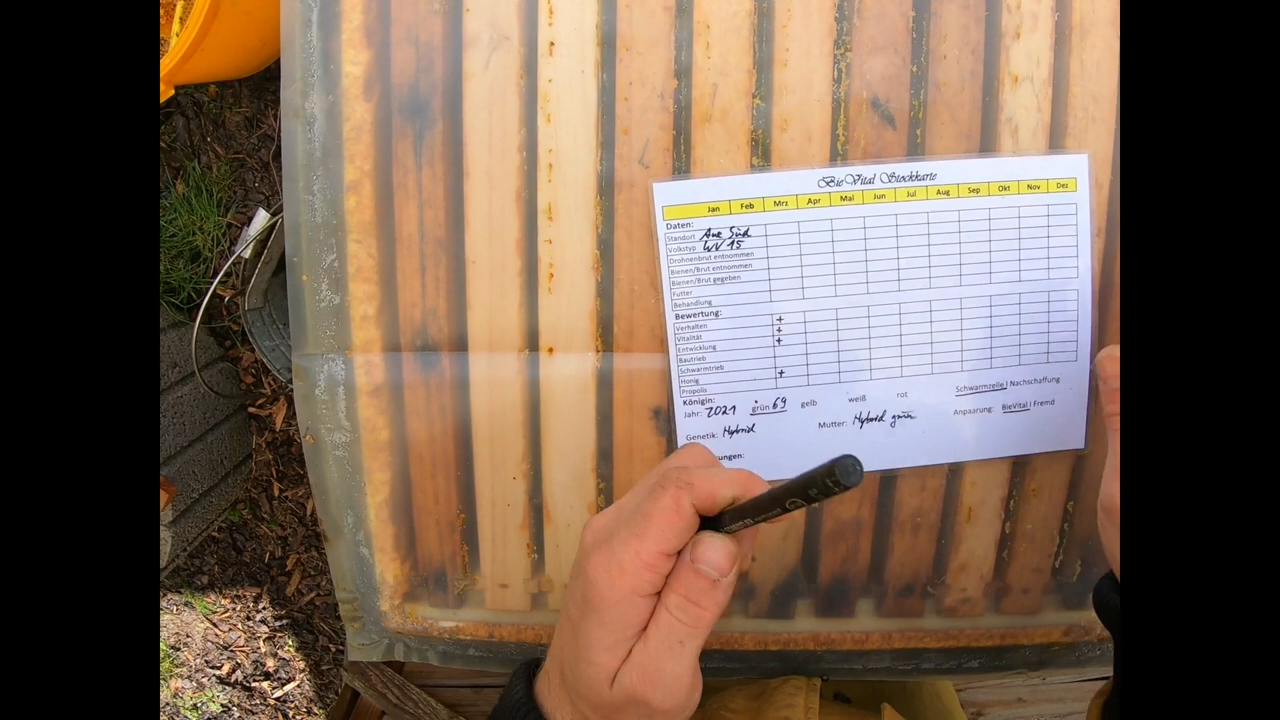 BieVital Stockkarte
Jan Feb Mrz Apr Mai Jun Jul Aug Sep Okt Nov Dez
Daten:
Standort Aue Süd
Volkstyp WV 15
Drohnenbrut entnommen
Bienen/Brut entnommen
Bienen/Brut gegeben
Futter
Behandlung
Bewertung:
Verhalten +
Vitalität +
Entwicklung +
Bautrieb
Schwarmtrieb
Honig +
Propolis
Königin: Schwarmzelle | Nachschaffung
Jahr: 2021 grün 69 gelb weiß rot
Genetik: Hybrid Mutter: Hybrid grün Anpaarung: BieVital | Fremd
ungen: